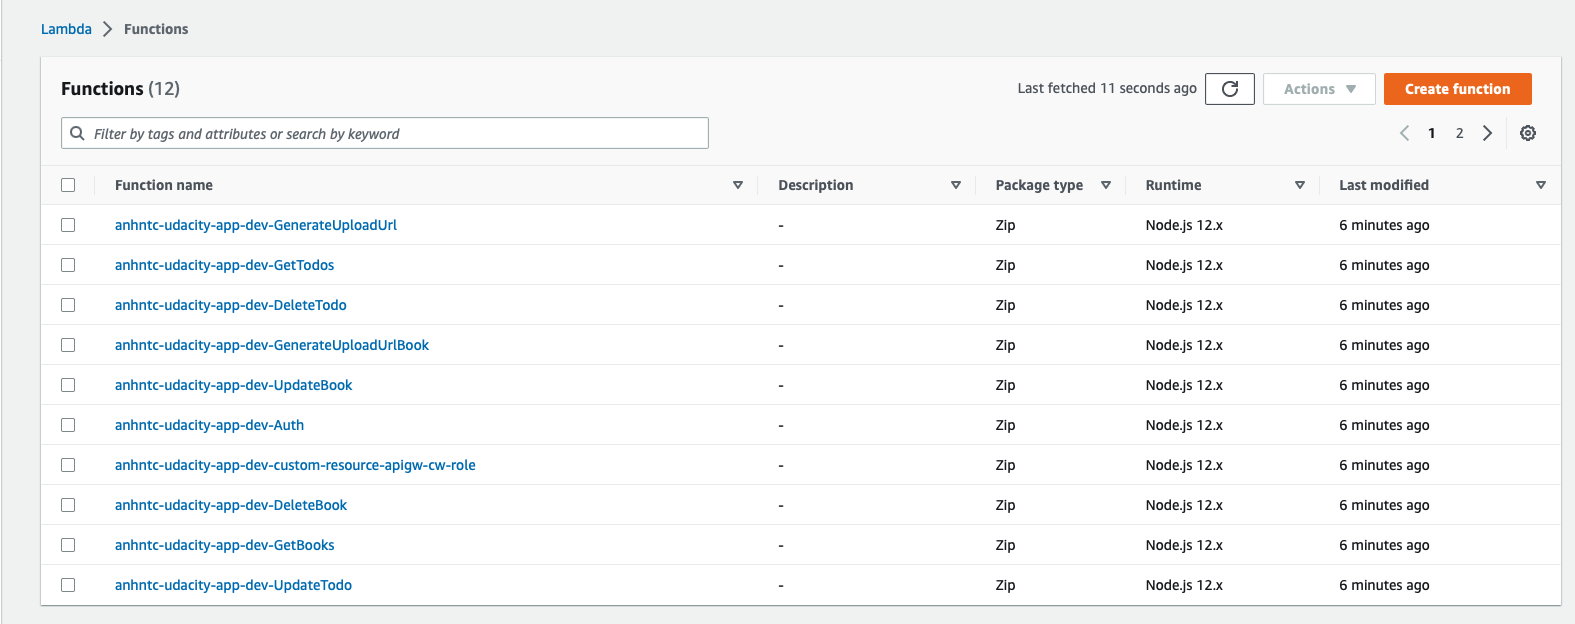 Lambda > Functions
Functions (12) Last fetched 11 seconds ago Actions Create function
Filter by tags and attributes or search by keyword 1 2
Function name Description Package type Runtime Last modified
anhntc-udacity-app-dev-GenerateUploadUrl - Zip Node.js 12.x 6 minutes ago
anhntc-udacity-app-dev-GetTodos - Zip Node.js 12.x 6 minutes ago
anhntc-udacity-app-dev-DeleteTodo - Zip Node.js 12.x 6 minutes ago
anhntc-udacity-app-dev-GenerateUploadUrlBook - Zip Node.js 12.x 6 minutes ago
anhntc-udacity-app-dev-UpdateBook - Zip Node.js 12.x 6 minutes ago
anhntc-udacity-app-dev-Auth - Zip Node.js 12.x 6 minutes ago
anhntc-udacity-app-dev-custom-resource-apigw-cw-role - Zip Node.js 12.x 6 minutes ago
anhntc-udacity-app-dev-DeleteBook - Zip Node.js 12.x 6 minutes ago
anhntc-udacity-app-dev-GetBooks - Zip Node.js 12.x 6 minutes ago
anhntc-udacity-app-dev-UpdateTodo - Zip Node.js 12.x 6 minutes ago